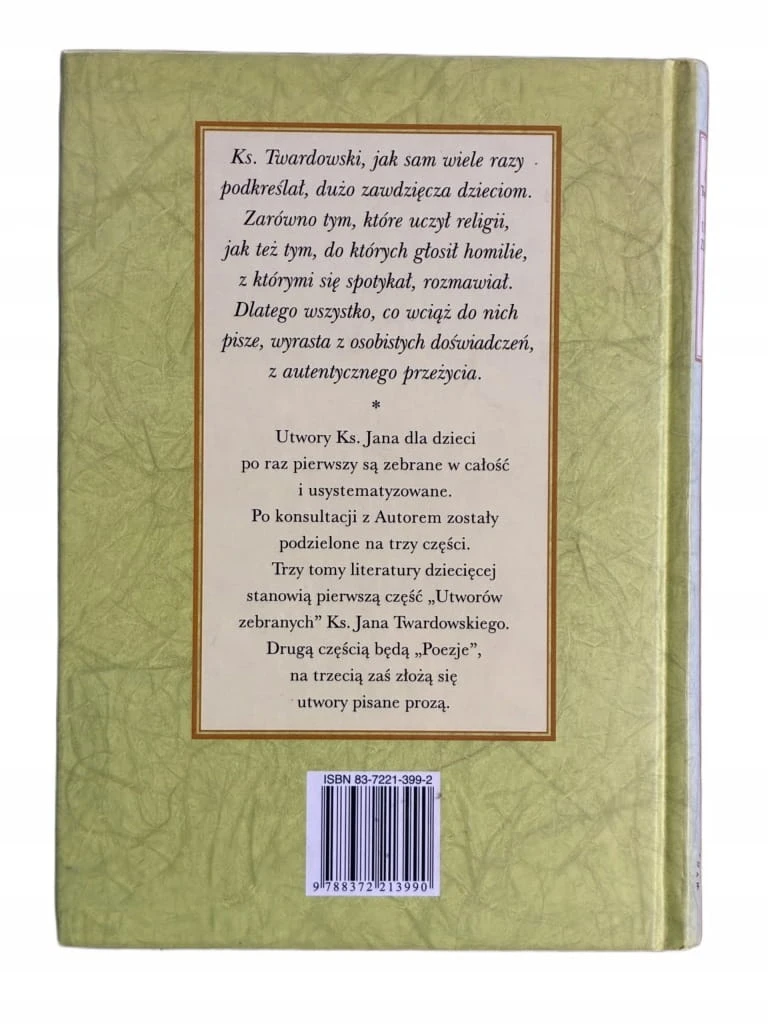 Ks. Twardowski, jak sam wiele razy
podkreślał, dużo zawdzięcza dzieciom.
Zarówno tym, które uczył religii,
jak też tym, do których głosił homilie,
z którymi się spotykał, rozmawiał.
Dlatego wszystko, co wciąż do nich
pisze, wyrasta z osobistych doświadczeń,
z autentycznego przeżycia.
*
Utwory Ks. Jana dla dzieci
po raz pierwszy są zebrane w całość
i usystematyzowane.
Po konsultacji z Autorem zostały
podzielone na trzy części.
Trzy tomy literatury dziecięcej
stanowią pierwszą część „Utworów
zebranych” Ks. Jana Twardowskiego.
Drugą częścią będą „Poezje”,
na trzecią zaś złożą się
utwory pisane prozą.
ISBN 83-7221-399-2
9 788372 213990